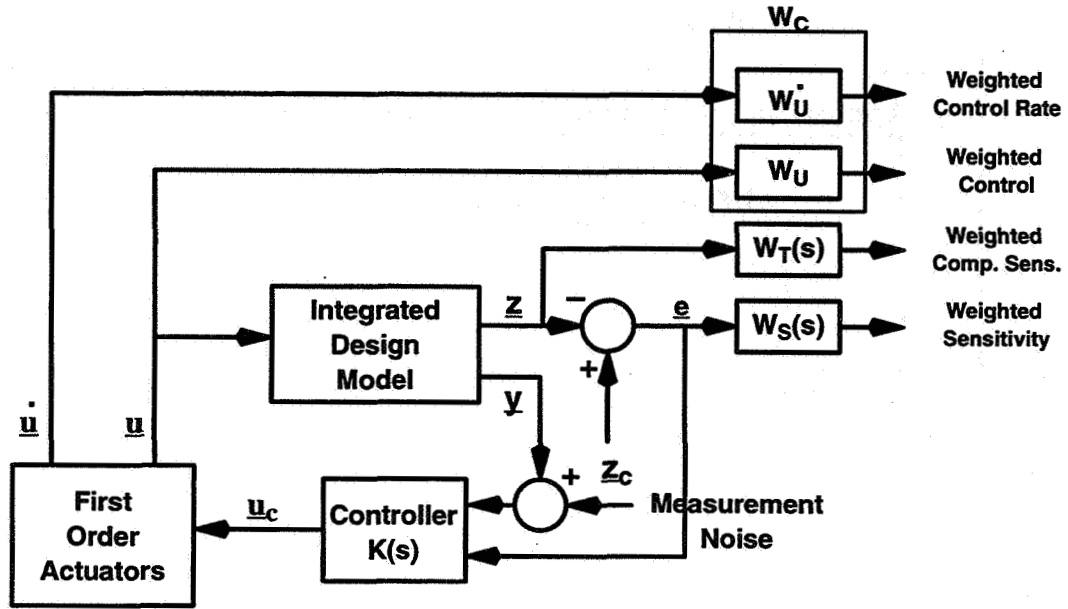 W_C
W_U̇
Weighted
Control Rate
W_U
Weighted
Control
W_T(s)
Weighted
Comp. Sens.
Integrated
Design
Model
z
−
e
W_S(s)
Weighted
Sensitivity
+
y
u̇
u
z_c
+
First
Order
Actuators
u_c
Controller
K(s)
Measurement
Noise